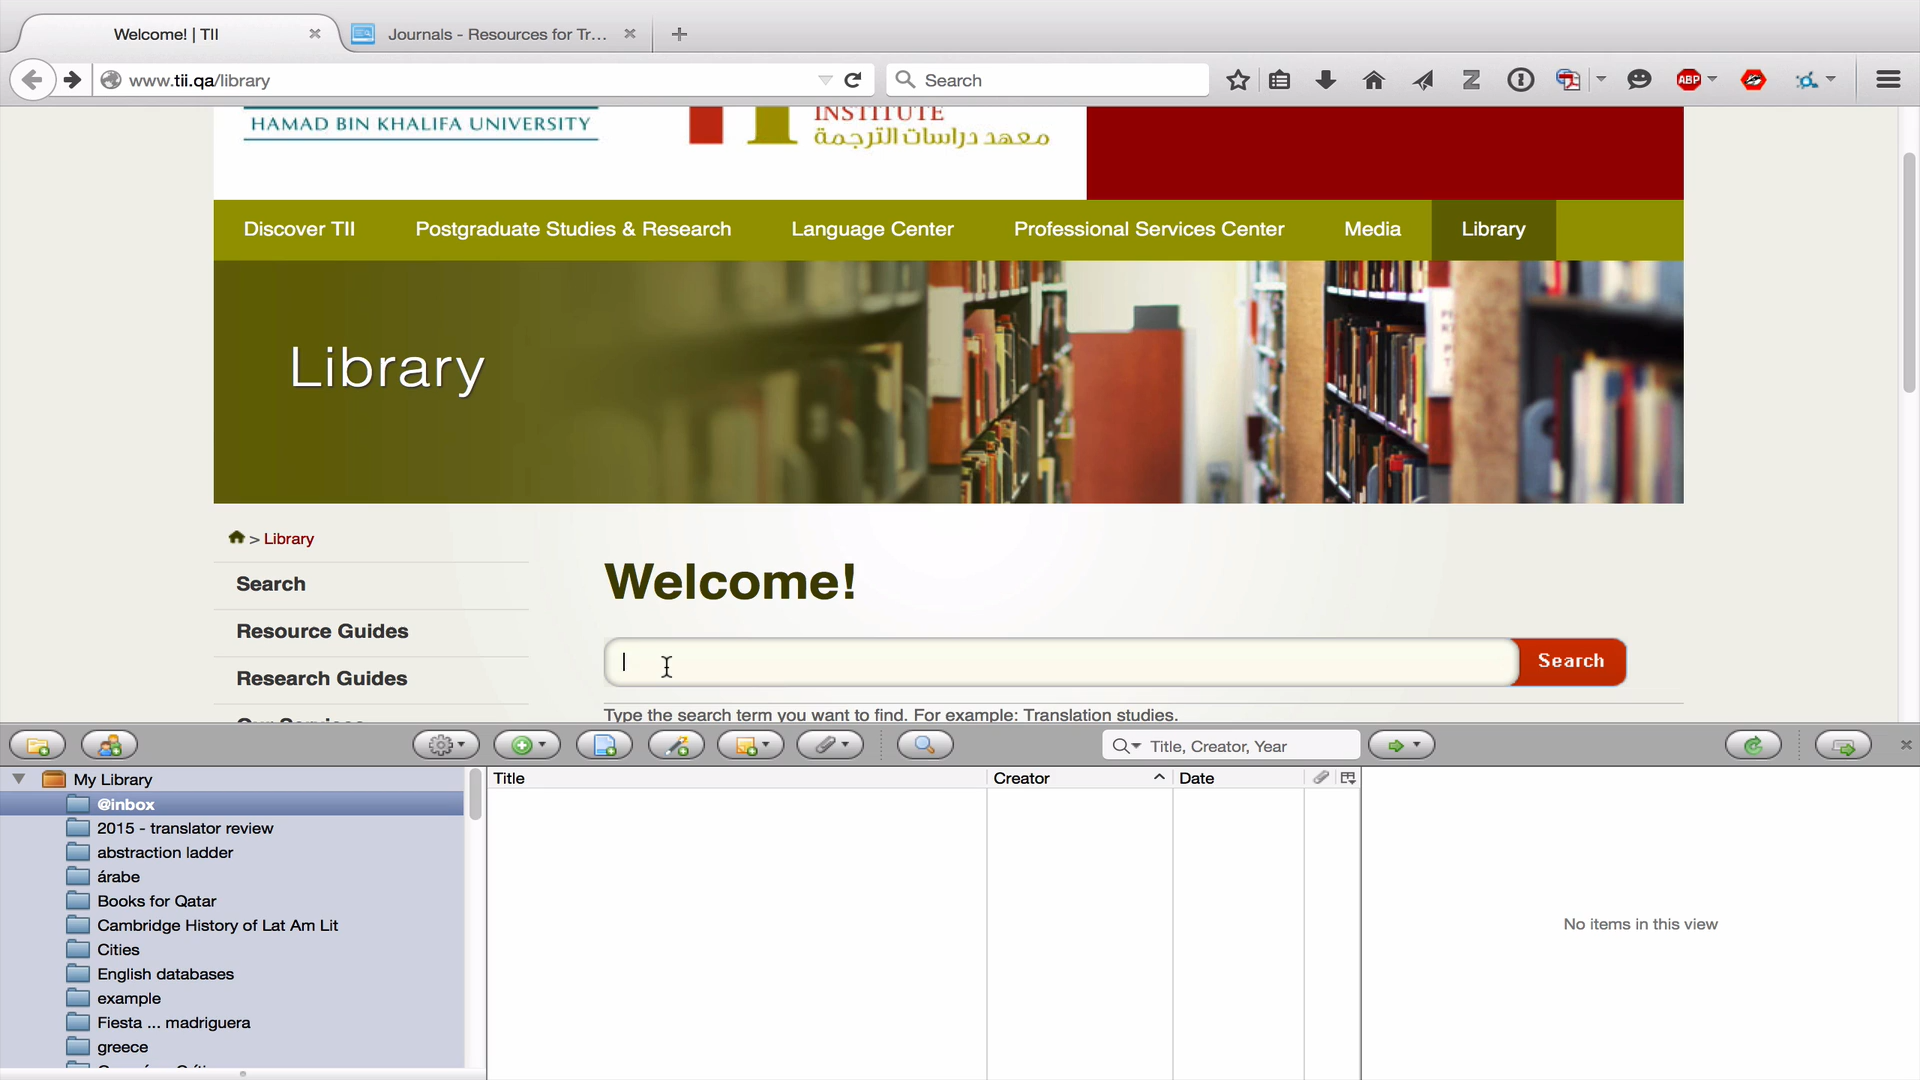 Welcome! | TII
Journals - Resources for Tr...
www.tii.qa/library
Search
ABP
HAMAD BIN KHALIFA UNIVERSITY
INSTITUTE
معهد دراسات الترجمة
Discover TII
Postgraduate Studies & Research
Language Center
Professional Services Center
Media
Library
Library
> Library
Search
Resource Guides
Research Guides
Our Services
Welcome!
Search
Type the search term you want to find. For example: Translation studies.
Title, Creator, Year
My Library
@inbox
2015 - translator review
abstraction ladder
árabe
Books for Qatar
Cambridge History of Lat Am Lit
Cities
English databases
example
Fiesta ... madriguera
greece
Title
Creator
Date
No items in this view